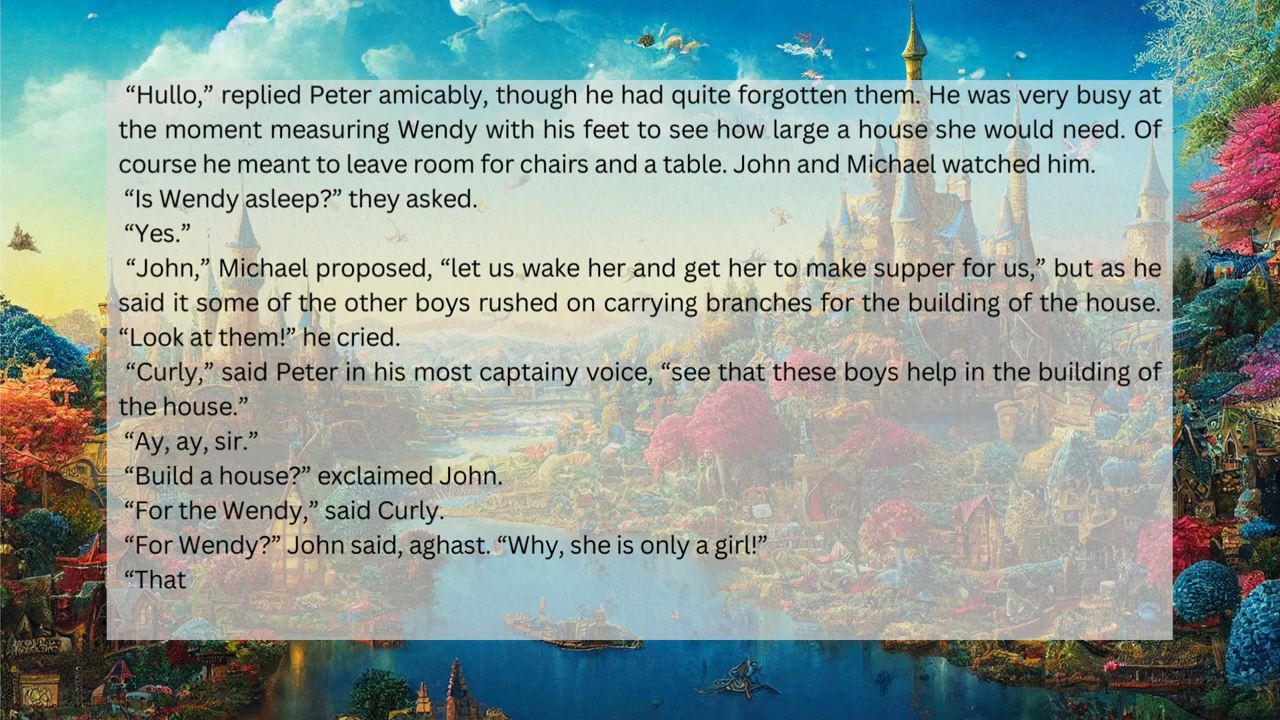 “Hullo,” replied Peter amicably, though he had quite forgotten them. He was very busy at
the moment measuring Wendy with his feet to see how large a house she would need. Of
course he meant to leave room for chairs and a table. John and Michael watched him.
“Is Wendy asleep?” they asked.
“Yes.”
“John,” Michael proposed, “let us wake her and get her to make supper for us,” but as he
said it some of the other boys rushed on carrying branches for the building of the house.
“Look at them!” he cried.
“Curly,” said Peter in his most captainy voice, “see that these boys help in the building of
the house.”
“Ay, ay, sir.”
“Build a house?” exclaimed John.
“For the Wendy,” said Curly.
“For Wendy?” John said, aghast. “Why, she is only a girl!”
“That